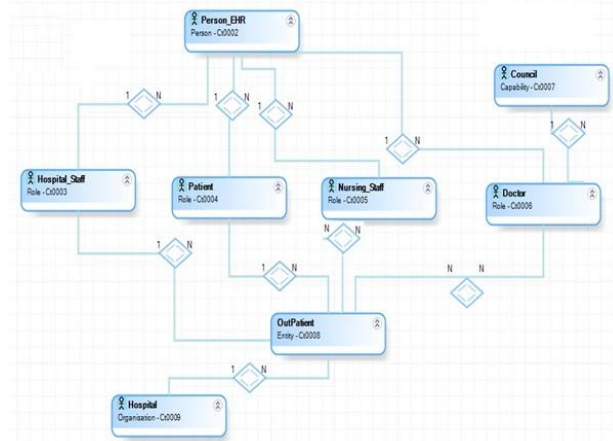 Person_EHR
Person - Ct0002
Council
Capability - Ct0007
1 N
1 N
1 N
1 N
1 N
Hospital_Staff
Role - Ct0003
Patient
Role - Ct0004
Nursing_Staff
Role - Ct0005
Doctor
Role - Ct0006
N N
1 N
1 N
N N
OutPatient
Entity - Ct0008
1 N
Hospital
Organisation - Ct0009